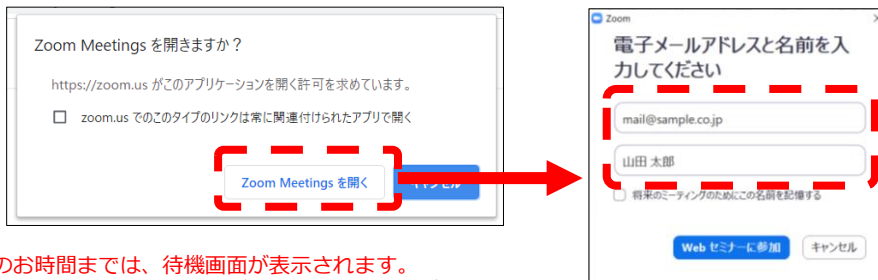 Zoom Meetings を開きますか？
https://zoom.us がこのアプリケーションを開く許可を求めています。
zoom.us でのこのタイプのリンクは常に関連付けられたアプリで開く
Zoom Meetings を開く
キャンセル
Zoom
電子メールアドレスと名前を入
力してください
mail@sample.co.jp
山田 太郎
将来のミーティングのためにこの名前を記憶する
Web セミナーに参加
キャンセル
のお時間までは、待機画面が表示されます。